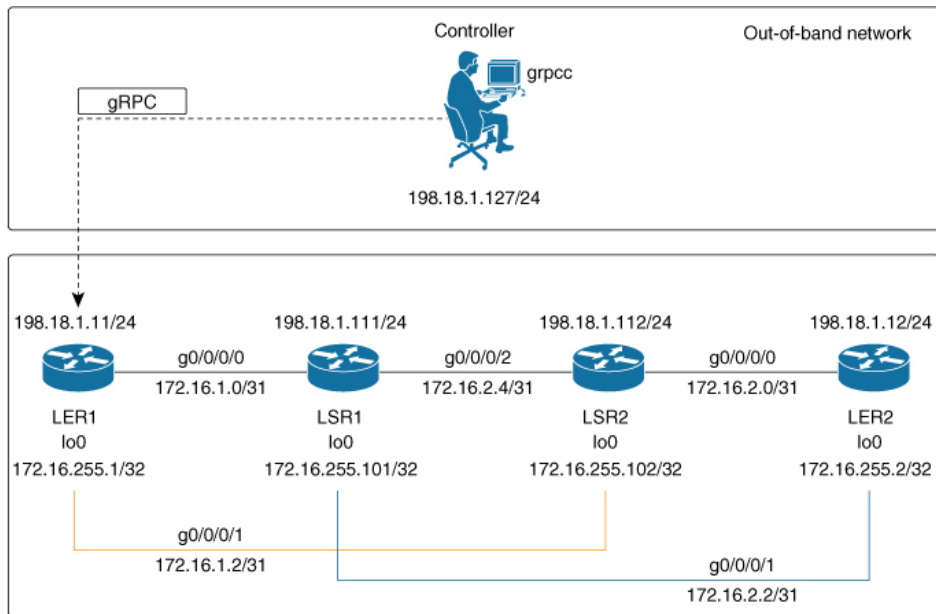 Controller
Out-of-band network
grpcc
gRPC
198.18.1.127/24
198.18.1.11/24
198.18.1.111/24
198.18.1.112/24
198.18.1.12/24
g0/0/0/0
g0/0/0/2
g0/0/0/0
172.16.1.0/31
172.16.2.4/31
172.16.2.0/31
LER1
LSR1
LSR2
LER2
lo0
lo0
lo0
lo0
172.16.255.1/32
172.16.255.101/32
172.16.255.102/32
172.16.255.2/32
g0/0/0/1
172.16.1.2/31
g0/0/0/1
172.16.2.2/31